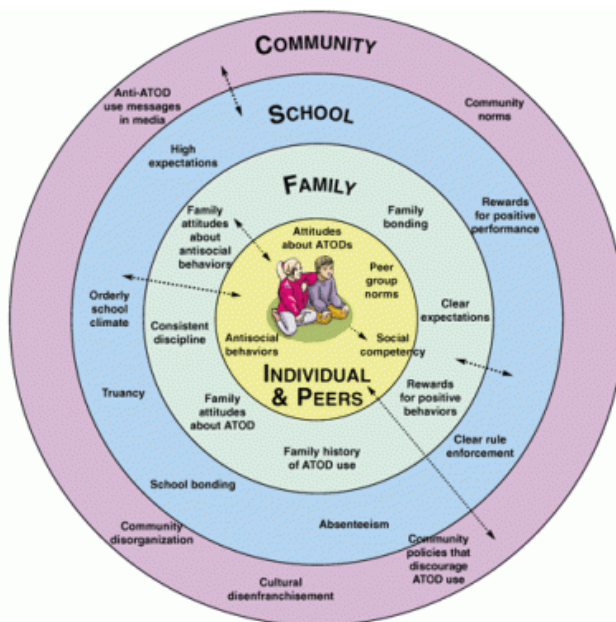 COMMUNITY
Anti-ATOD
use messages
in media
Community
norms
SCHOOL
High
expectations
Rewards
for positive
performance
FAMILY
Family
attitudes
about
antisocial
behaviors
Family
bonding
Attitudes
about ATODs
Peer
group
norms
Orderly
school
climate
Consistent
discipline
Clear
expectations
Antisocial
behaviors
Social
competency
INDIVIDUAL
& PEERS
Truancy
Family
attitudes
about ATOD
Rewards
for positive
behaviors
Family history
of ATOD use
Clear rule
enforcement
School bonding
Absenteeism
Community
disorganization
Cultural
disenfranchisement
Community
policies that
discourage
ATOD use